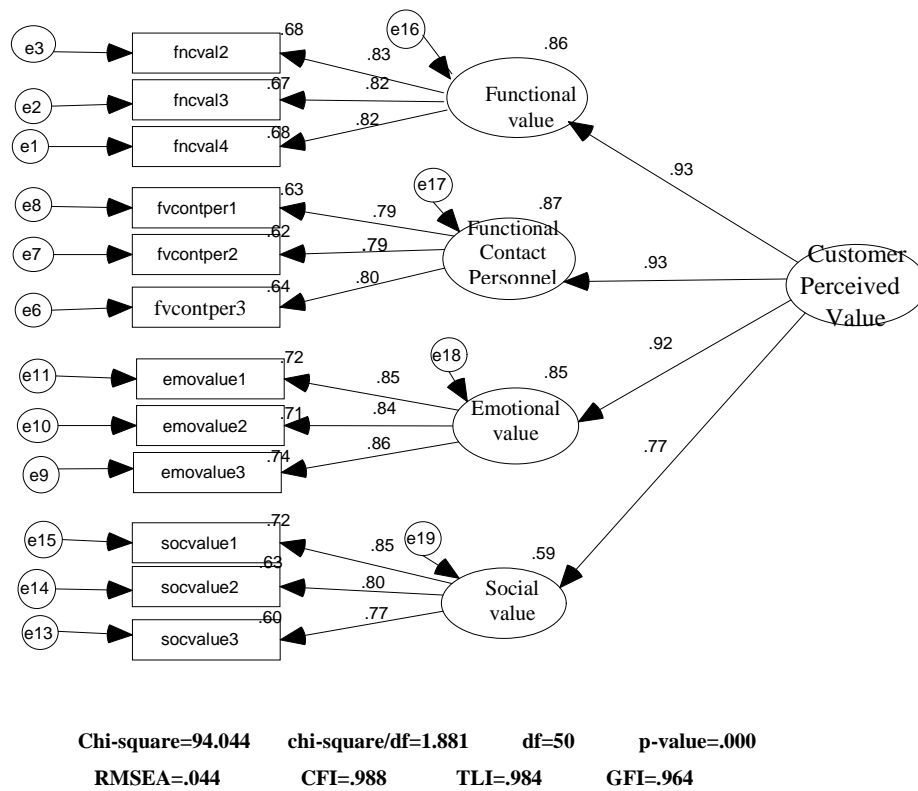 e3
.68
fncval2
.83
e16
.86
e2
.67
fncval3
.82
Functional
value
e1
.68
fncval4
.82
.93
e8
.63
fvcontper1
.79
e17
.87
e7
.62
fvcontper2
.79
Functional
Contact
Personnel
e6
.64
fvcontper3
.80
.93
Customer
Perceived
Value
e11
.72
emovalue1
.85
e18
.85
.92
e10
.71
emovalue2
.84
Emotional
value
e9
.74
emovalue3
.86
.77
e15
.72
socvalue1
.85
e19
.59
e14
.63
socvalue2
.80
Social
value
e13
.60
socvalue3
.77
Chi-square=94.044 chi-square/df=1.881 df=50 p-value=.000
RMSEA=.044 CFI=.988 TLI=.984 GFI=.964